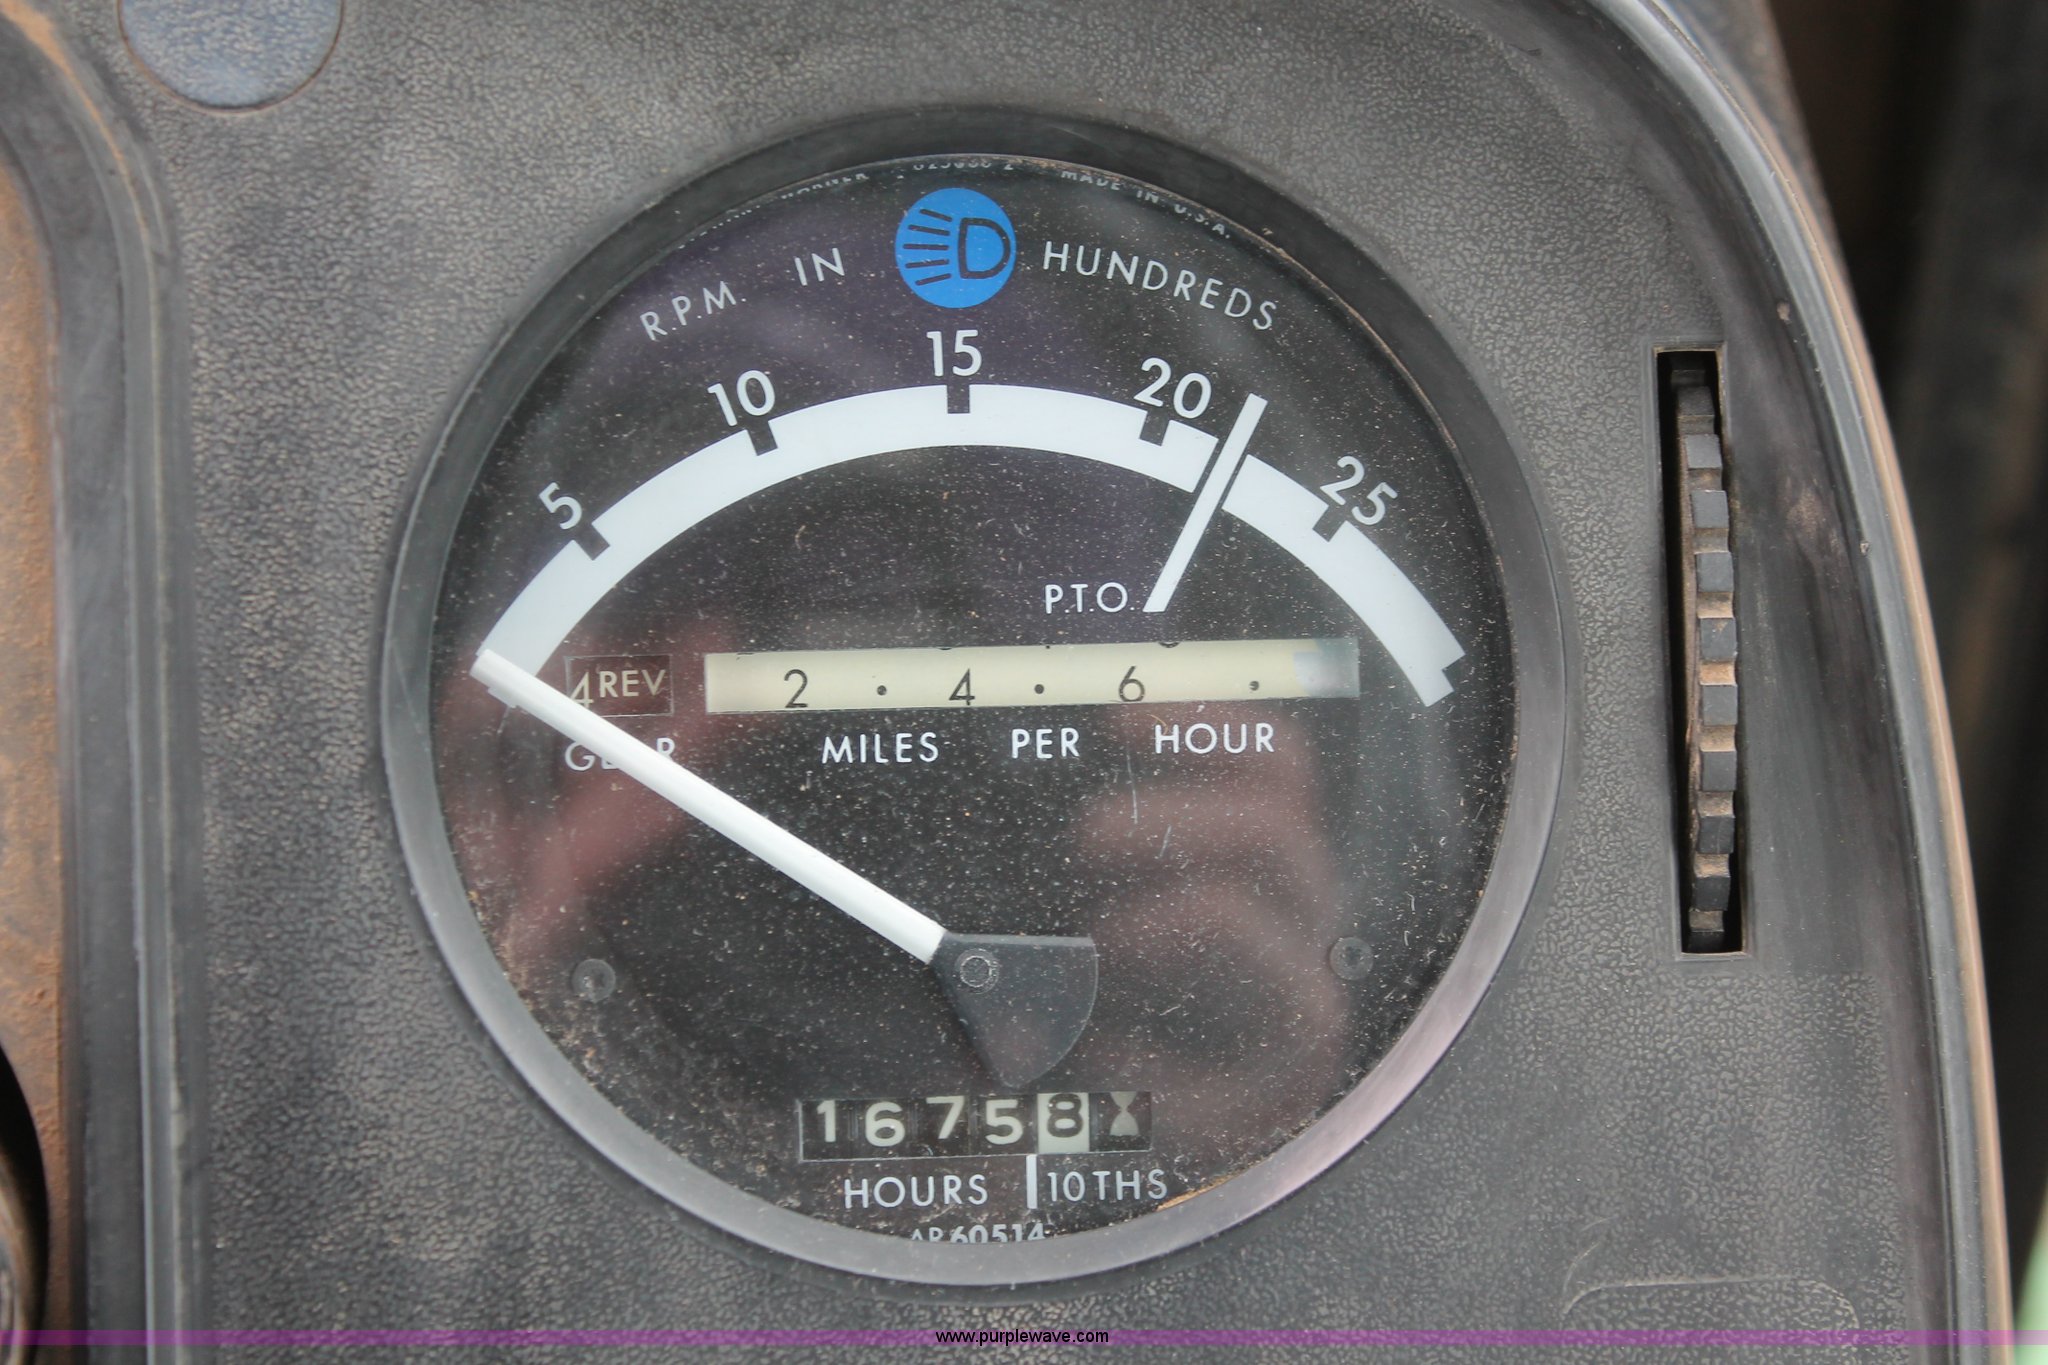 MADE IN U.S.A.
R.P.M. IN HUNDREDS
5 10 15 20 25
P.T.O.
4 REV
2 . 4 . 6 .
MILES PER HOUR
16758
HOURS 10THS
AR60514
www.purplewave.com